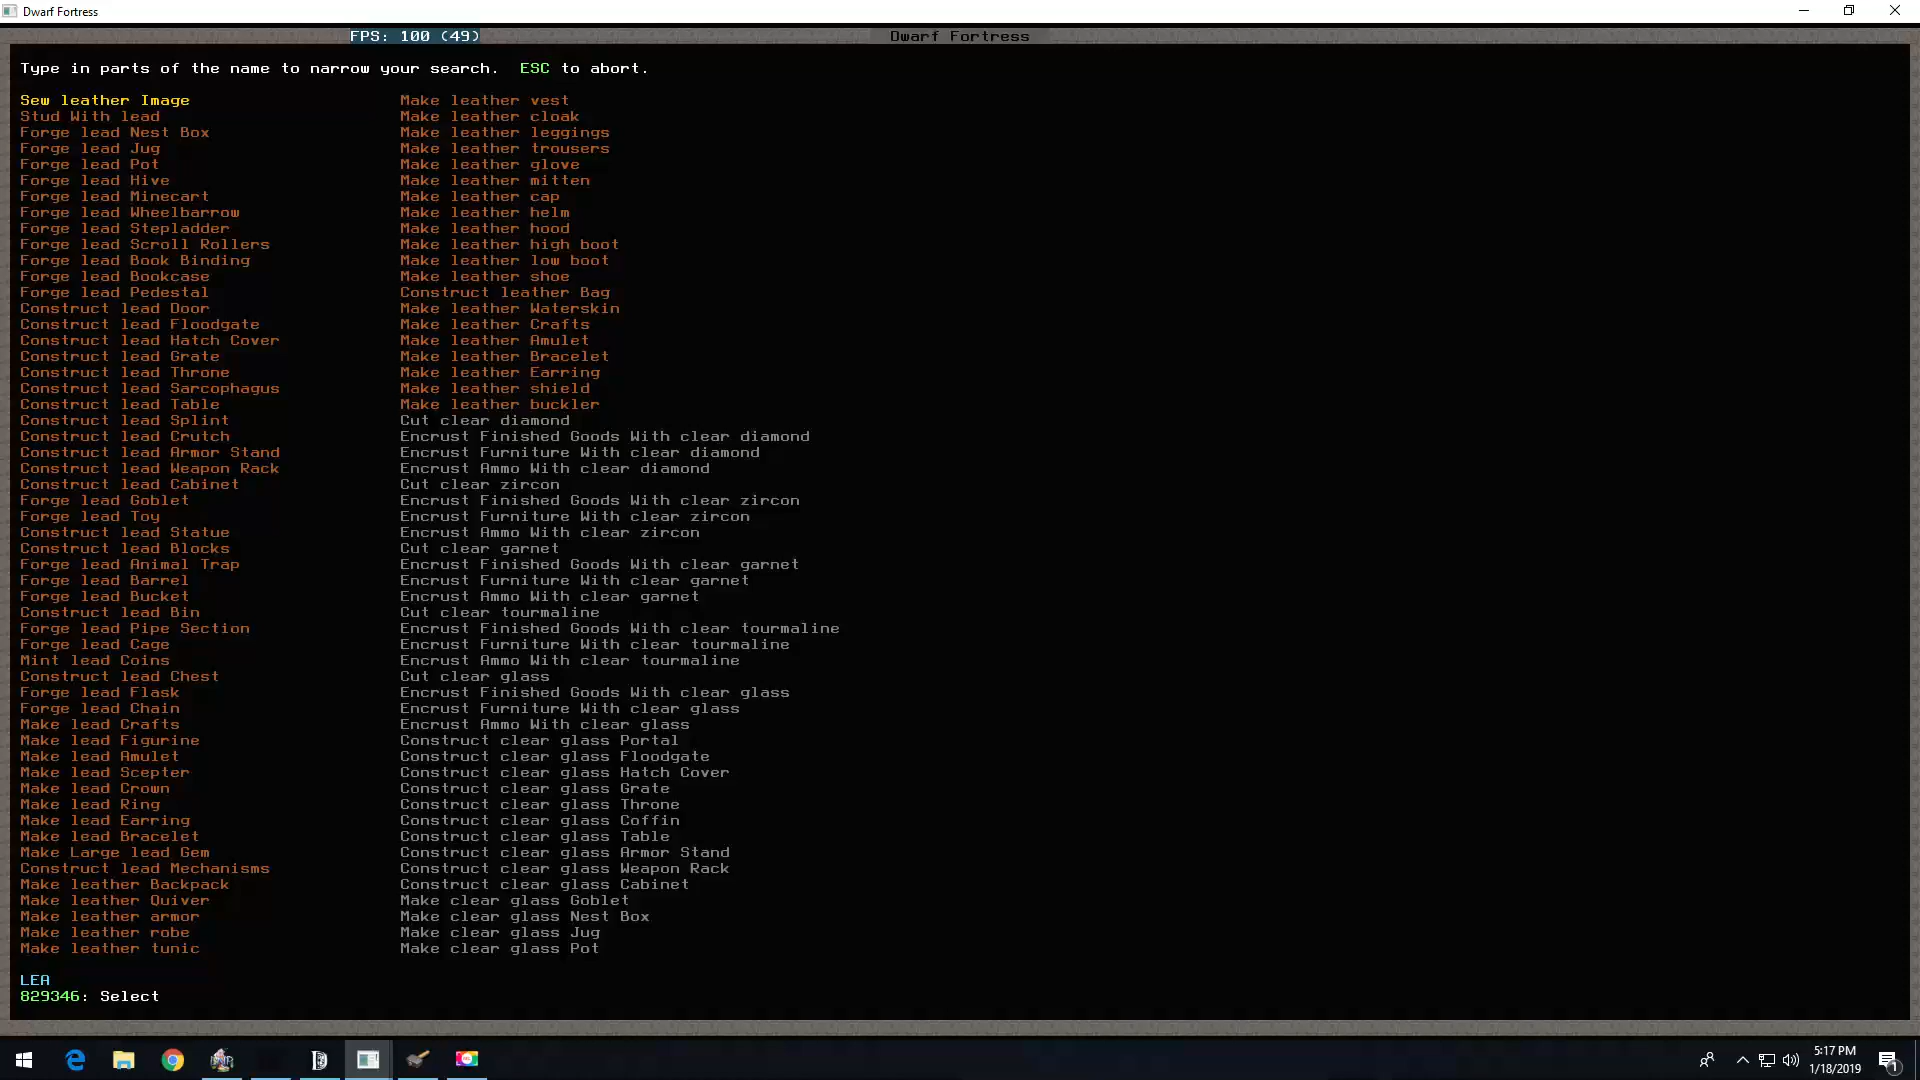 Dwarf Fortress
FPS: 100 (49)
Dwarf Fortress
Type in parts of the name to narrow your search.  ESC to abort.
Sew leather Image
Stud With lead
Forge lead Nest Box
Forge lead Jug
Forge lead Pot
Forge lead Hive
Forge lead Minecart
Forge lead Wheelbarrow
Forge lead Stepladder
Forge lead Scroll Rollers
Forge lead Book Binding
Forge lead Bookcase
Forge lead Pedestal
Construct lead Door
Construct lead Floodgate
Construct lead Hatch Cover
Construct lead Grate
Construct lead Throne
Construct lead Sarcophagus
Construct lead Table
Construct lead Splint
Construct lead Crutch
Construct lead Armor Stand
Construct lead Weapon Rack
Construct lead Cabinet
Forge lead Goblet
Forge lead Toy
Construct lead Statue
Construct lead Blocks
Forge lead Animal Trap
Forge lead Barrel
Forge lead Bucket
Construct lead Bin
Forge lead Pipe Section
Forge lead Cage
Mint lead Coins
Construct lead Chest
Forge lead Flask
Forge lead Chain
Make lead Crafts
Make lead Figurine
Make lead Amulet
Make lead Scepter
Make lead Crown
Make lead Ring
Make lead Earring
Make lead Bracelet
Make Large lead Gem
Construct lead Mechanisms
Make leather Backpack
Make leather Quiver
Make leather armor
Make leather robe
Make leather tunic
Make leather vest
Make leather cloak
Make leather leggings
Make leather trousers
Make leather glove
Make leather mitten
Make leather cap
Make leather helm
Make leather hood
Make leather high boot
Make leather low boot
Make leather shoe
Construct leather Bag
Make leather Waterskin
Make leather Crafts
Make leather Amulet
Make leather Bracelet
Make leather Earring
Make leather shield
Make leather buckler
Cut clear diamond
Encrust Finished Goods With clear diamond
Encrust Furniture With clear diamond
Encrust Ammo With clear diamond
Cut clear zircon
Encrust Finished Goods With clear zircon
Encrust Furniture With clear zircon
Encrust Ammo With clear zircon
Cut clear garnet
Encrust Finished Goods With clear garnet
Encrust Furniture With clear garnet
Encrust Ammo With clear garnet
Cut clear tourmaline
Encrust Finished Goods With clear tourmaline
Encrust Furniture With clear tourmaline
Encrust Ammo With clear tourmaline
Cut clear glass
Encrust Finished Goods With clear glass
Encrust Furniture With clear glass
Encrust Ammo With clear glass
Construct clear glass Portal
Construct clear glass Floodgate
Construct clear glass Hatch Cover
Construct clear glass Grate
Construct clear glass Throne
Construct clear glass Coffin
Construct clear glass Table
Construct clear glass Armor Stand
Construct clear glass Weapon Rack
Construct clear glass Cabinet
Make clear glass Goblet
Make clear glass Nest Box
Make clear glass Jug
Make clear glass Pot
LEA
829346: Select
5:17 PM
1/18/2019
1